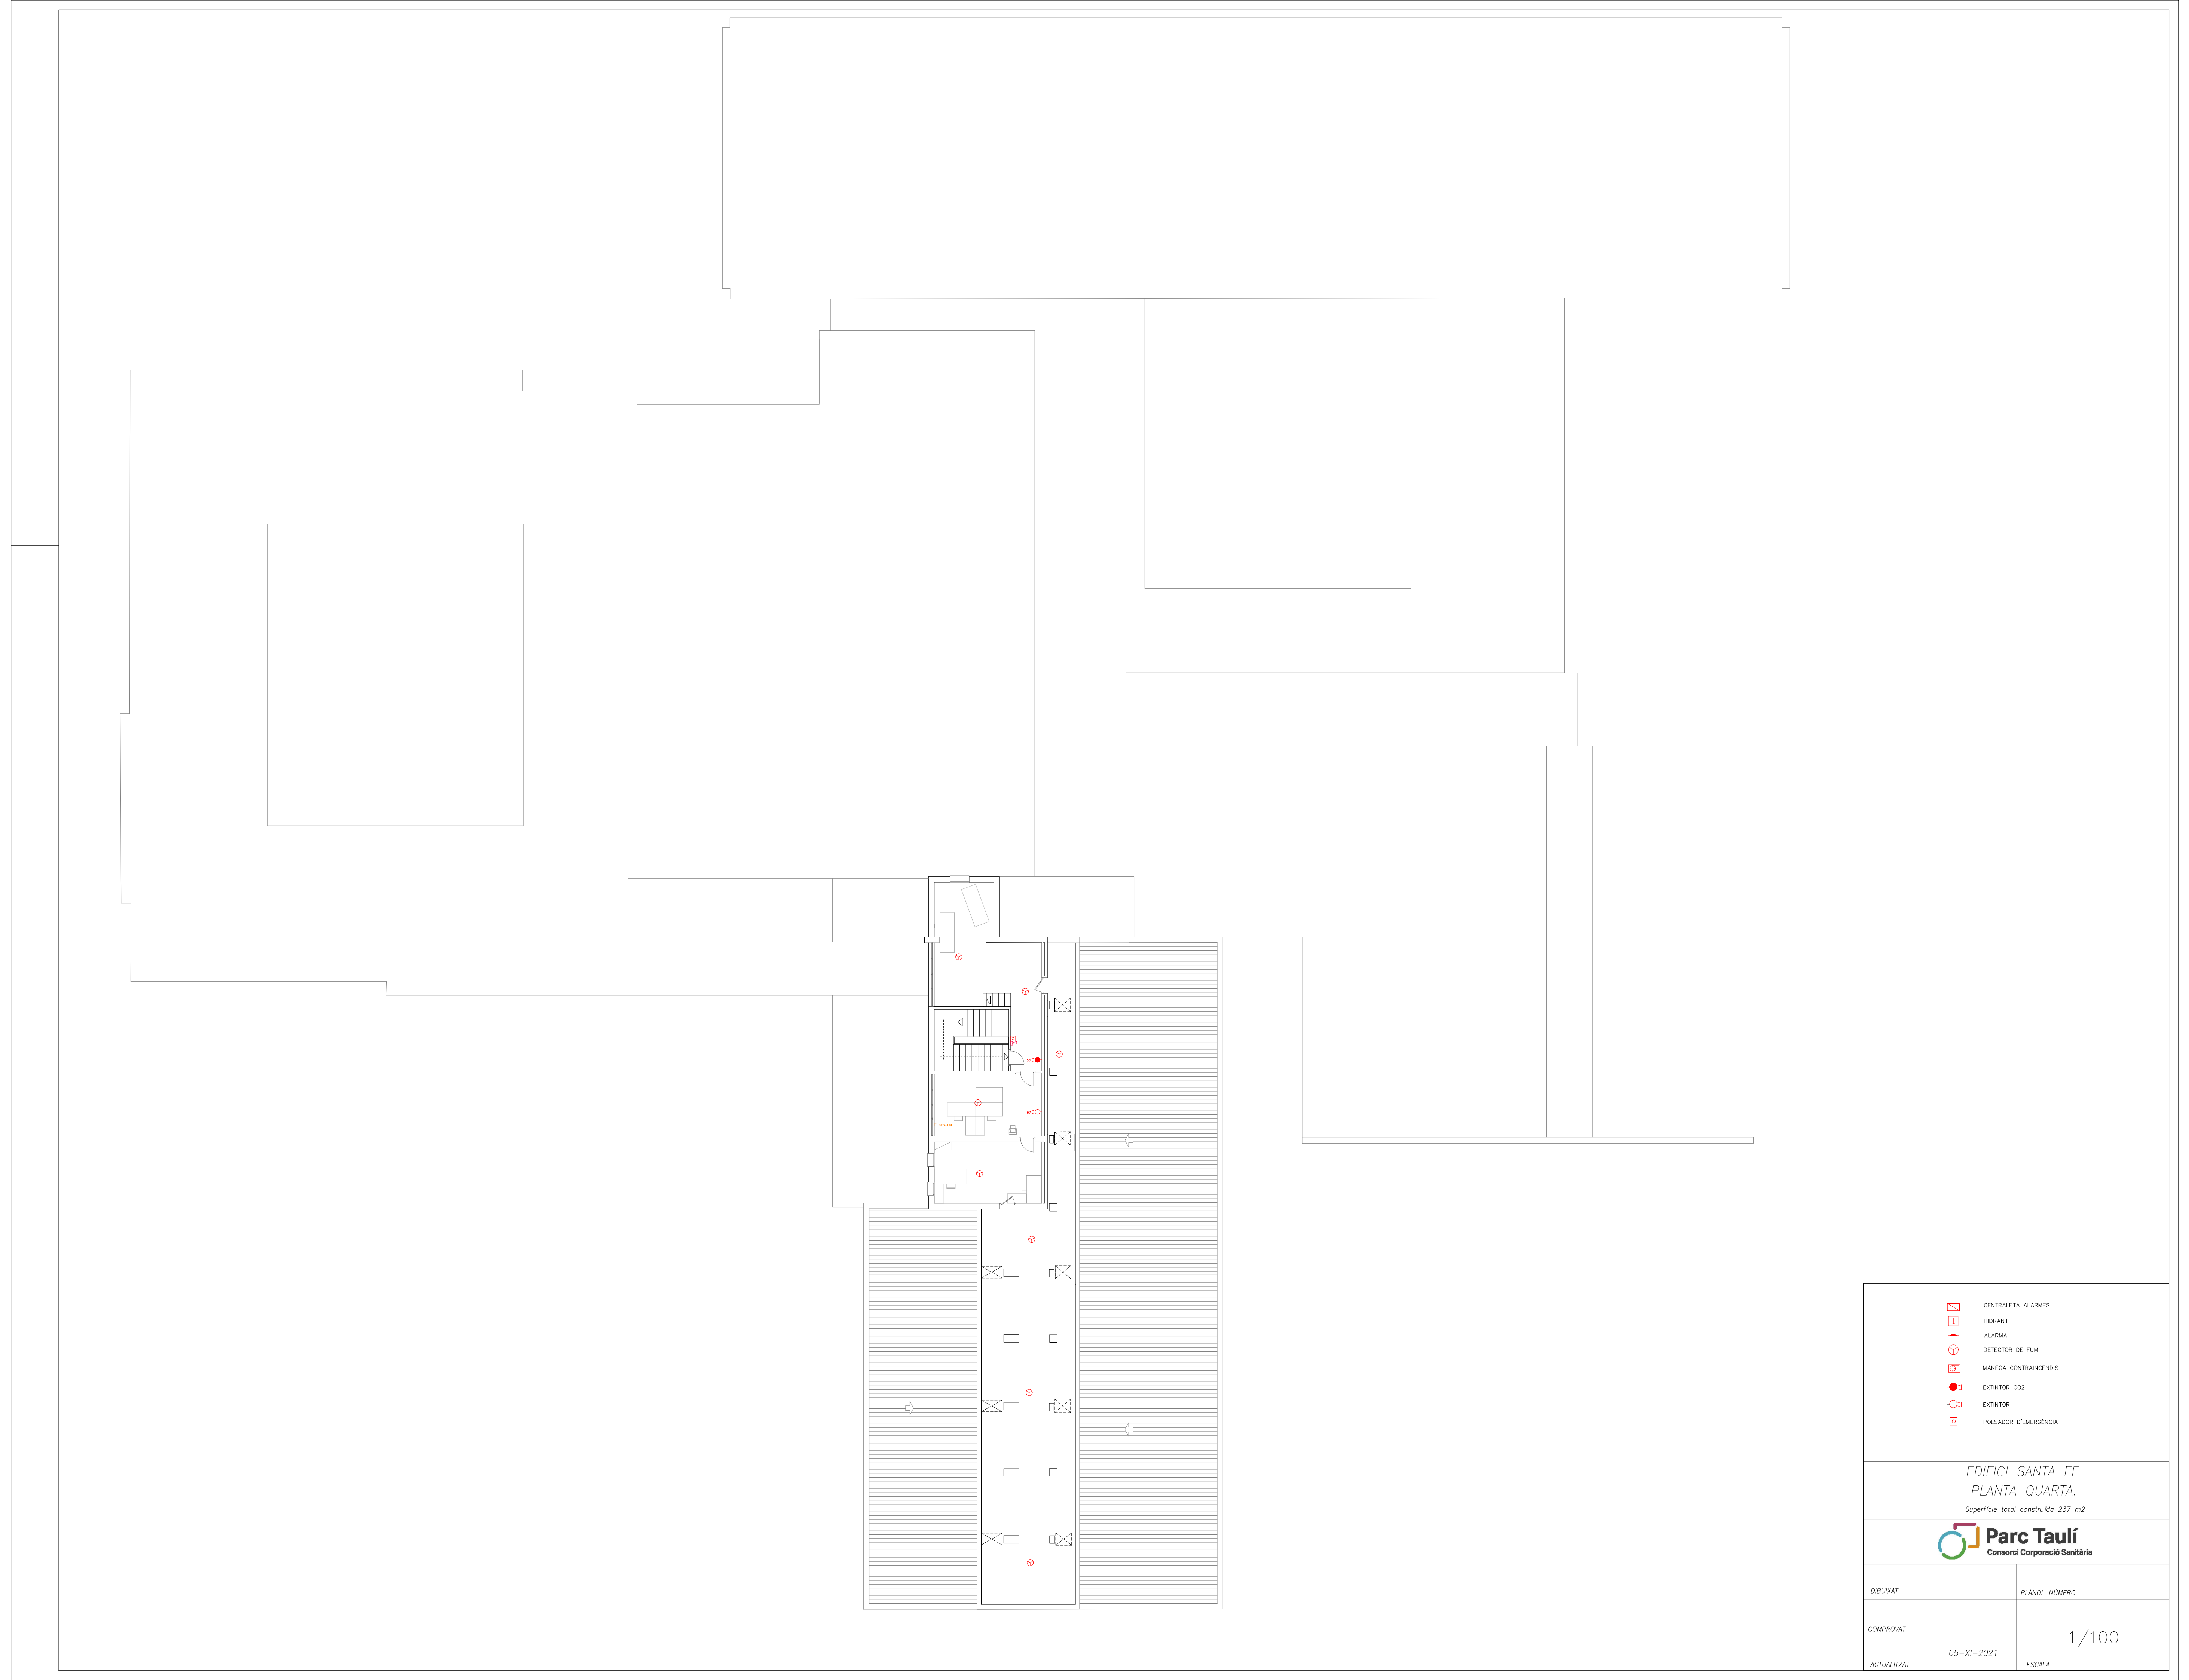 CENTRALETA ALARMES
HIDRANT
ALARMA
DETECTOR DE FUM
MÀNEGA CONTRAINCENDIS
EXTINTOR CO2
EXTINTOR
POLSADOR D'EMERGÈNCIA
EDIFICI SANTA FE
PLANTA QUARTA.
Superfície total construïda 237 m2
Parc Taulí
Consorci Corporació Sanitària
DIBUIXAT
PLÀNOL NÚMERO
COMPROVAT
1/100
05-XI-2021
ACTUALITZAT
ESCALA